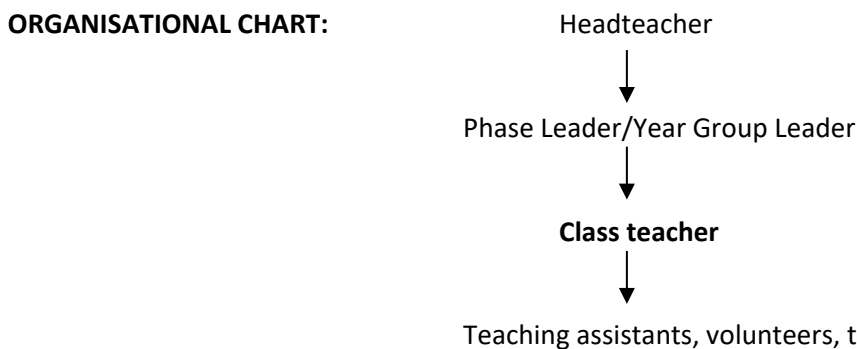 ORGANISATIONAL CHART: Headteacher
Phase Leader/Year Group Leader
Class teacher
Teaching assistants, volunteers, t